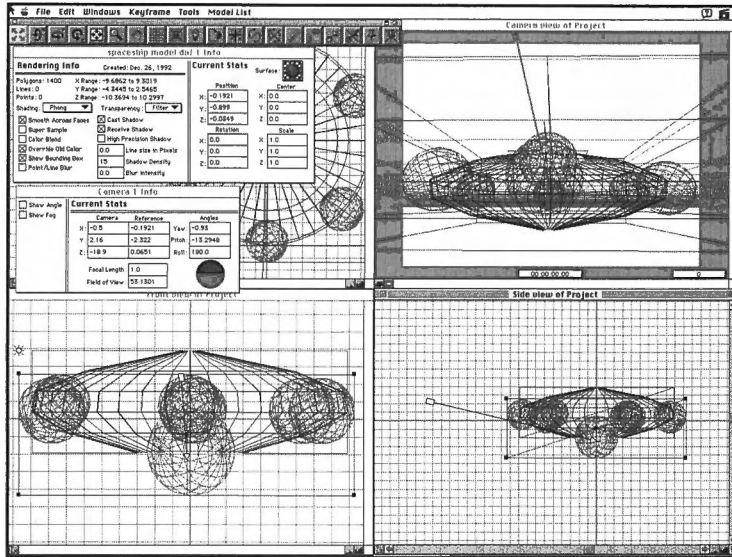 File Edit Windows Keyframe Tools Model List
spaceship model dxf 1 Info
Rendering Info Created: Dec. 26, 1992
Polygons: 1400 X Range: -9.6862 to 9.3019
Lines: 0 Y Range: -4.3445 to 2.5465
Points: 0 Z Range: -10.3694 to 10.2997
Shading: Phong Transparency: Filter
Smooth Across Faces Cast Shadow
Super Sample Receive Shadow
Color Blend High Precision Shadow
Override Old Color 0.0 Line size in Pixels
Show Bounding Box 15 Shadow Density
Point/Line Blur 0.0 Blur Intensity
Current Stats Surface:
Position Center
X: -0.1921 X: 0.0
Y: -0.899 Y: 0.0
Z: -0.0849 Z: 0.0
Rotation Scale
X: 0.0 X: 1.0
Y: 0.0 Y: 1.0
Z: 0.0 Z: 1.0
Camera 1 Info
Show Angle
Show Fog
Current Stats
Camera Reference Angles
X: -0.5 -0.1921 Yaw -0.93
Y: 2.16 -2.322 Pitch -13.2948
Z: -18.9 0.0651 Roll: 180.0
Focal Length 1.0
Field of View 53.1301
Camera view of Project
00:00:00:00 0
Front view of Project
Side view of Project